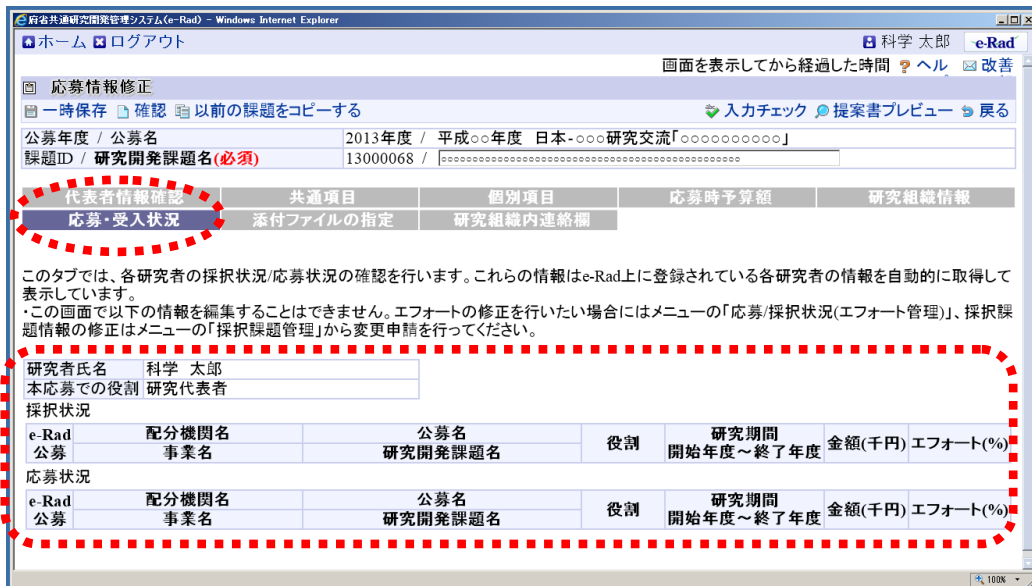 府省共通研究開発管理システム(e-Rad) - Windows Internet Explorer
ホーム ログアウト 科学 太郎 e-Rad
画面を表示してから経過した時間 ヘル 改善
応募情報修正
一時保存 確認 以前の課題をコピーする 入力チェック 提案書プレビュー 戻る
公募年度 / 公募名 2013年度 / 平成○○年度 日本-○○○研究交流「○○○○○○○○○○」
課題ID / 研究開発課題名(必須) 13000068 /
代表者情報確認 共通項目 個別項目 応募時予算額 研究組織情報
応募・受入状況 添付ファイルの指定 研究組織内連絡欄
このタブでは、各研究者の採択状況/応募状況の確認を行います。これらの情報はe-Rad上に登録されている各研究者の情報を自動的に取得して
表示しています。
・この画面で以下の情報を編集することはできません。エフォートの修正を行いたい場合にはメニューの「応募/採択状況(エフォート管理)」、採択課
題情報の修正はメニューの「採択課題管理」から変更申請を行ってください。
研究者氏名 科学 太郎
本応募での役割 研究代表者
採択状況
e-Rad 配分機関名 公募名 役割 研究期間 金額(千円) エフォート(%)
公募 事業名 研究開発課題名 開始年度～終了年度
応募状況
e-Rad 配分機関名 公募名 役割 研究期間 金額(千円) エフォート(%)
公募 事業名 研究開発課題名 開始年度～終了年度
100%